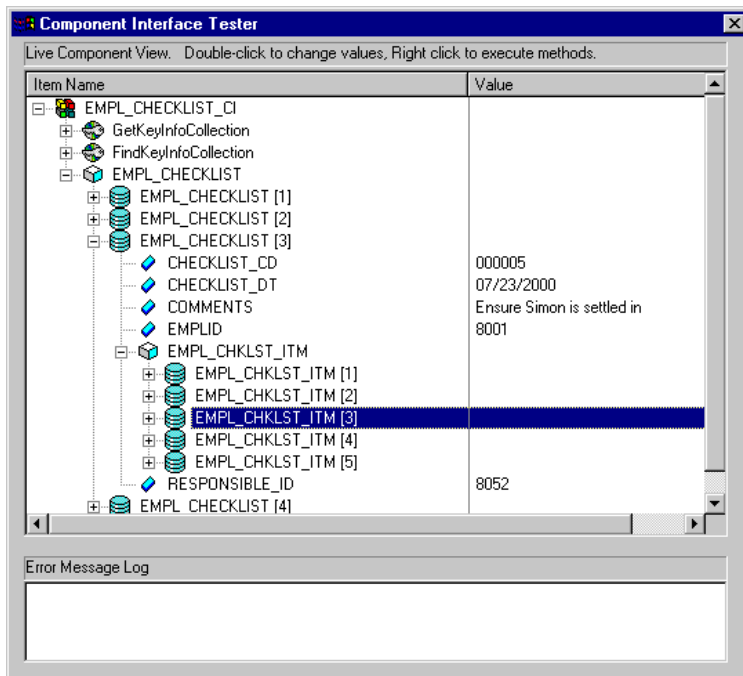 Component Interface Tester
Live Component View. Double-click to change values, Right click to execute methods.
Item Name Value
EMPL_CHECKLIST_CI
GetKeyInfoCollection
FindKeyInfoCollection
EMPL_CHECKLIST
EMPL_CHECKLIST [1]
EMPL_CHECKLIST [2]
EMPL_CHECKLIST [3]
CHECKLIST_CD 000005
CHECKLIST_DT 07/23/2000
COMMENTS Ensure Simon is settled in
EMPLID 8001
EMPL_CHKLST_ITM
EMPL_CHKLST_ITM [1]
EMPL_CHKLST_ITM [2]
EMPL_CHKLST_ITM [3]
EMPL_CHKLST_ITM [4]
EMPL_CHKLST_ITM [5]
RESPONSIBLE_ID 8052
EMPL_CHECKLIST [4]
Error Message Log